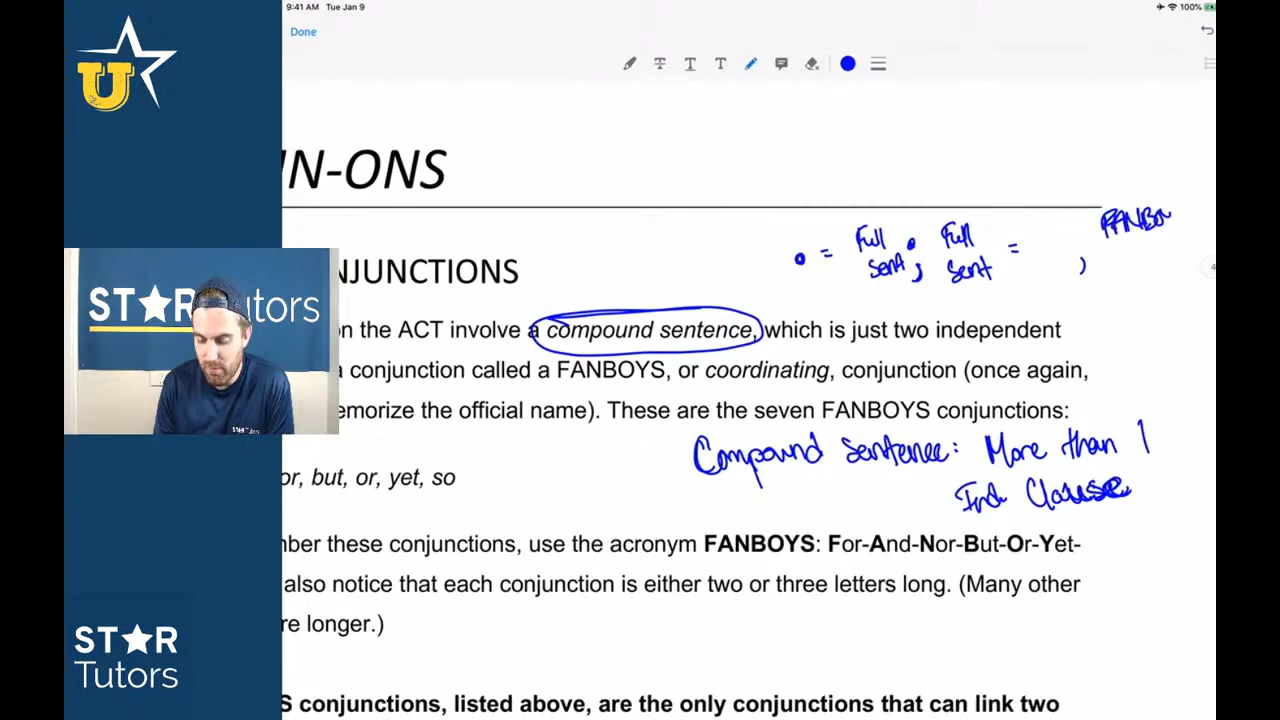 9:41 AM Tue Jan 9
100%
Done
U
IN-ONS
FANBO
• = Full sent ; Full sent = ,
NJUNCTIONS
STAR tutors
on the ACT involve a compound sentence, which is just two independent
a conjunction called a FANBOYS, or coordinating, conjunction (once again,
emorize the official name). These are the seven FANBOYS conjunctions:
Compound Sentence: More than 1
Ind Clause
or, but, or, yet, so
mber these conjunctions, use the acronym FANBOYS: For-And-Nor-But-Or-Yet-
also notice that each conjunction is either two or three letters long. (Many other
re longer.)
STAR
Tutors
S conjunctions, listed above, are the only conjunctions that can link two